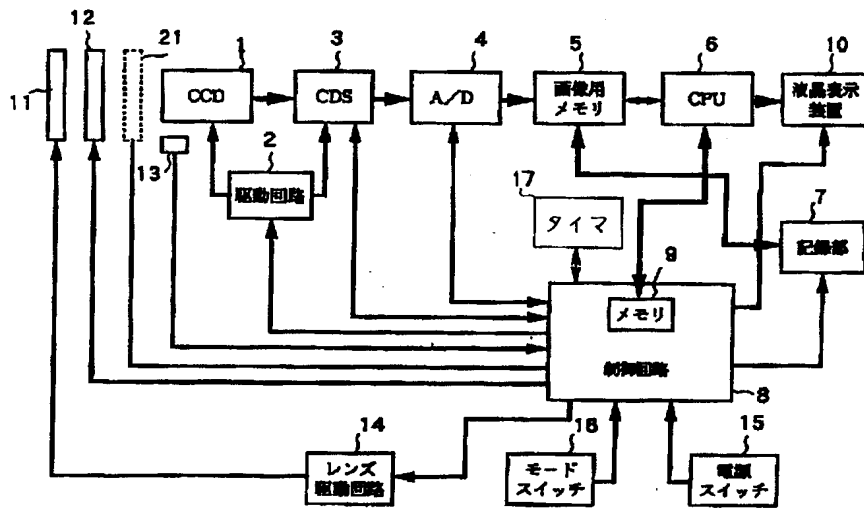 12
21
1
3
4
5
6
10
11
CCD
CDS
A/D
画像用
メモリ
CPU
液晶表示
装置
13
2
駆動回路
17
タイマ
7
記録部
9
メモリ
制御回路
8
14
レンズ
駆動回路
16
モード
スイッチ
15
電源
スイッチ